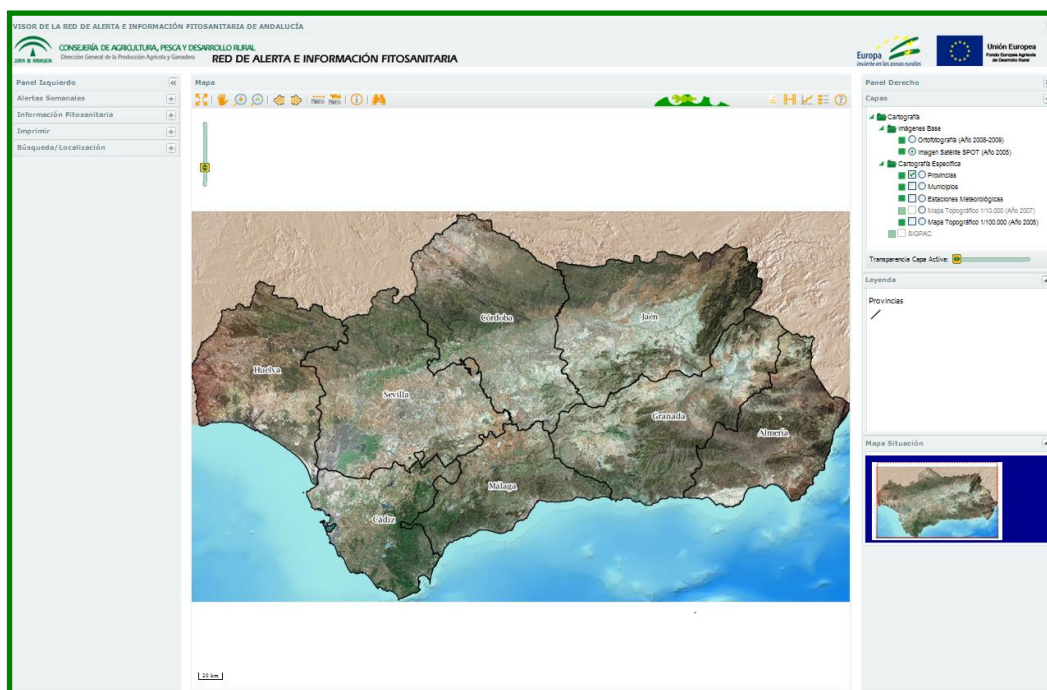 VISOR DE LA RED DE ALERTA E INFORMACIÓN FITOSANITARIA DE ANDALUCÍA
JUNTA DE ANDALUCIA
CONSEJERÍA DE AGRICULTURA, PESCA Y DESARROLLO RURAL
Dirección General de la Producción Agrícola y Ganadera
RED DE ALERTA E INFORMACIÓN FITOSANITARIA
Europa
invierte en las zonas rurales
Unión Europea
Fondo Europeo Agrícola
de Desarrollo Rural
Panel Izquierdo
Alertas Semanales
Información Fitosanitaria
Imprimir
Búsqueda/Localización
Mapa
Huelva
Sevilla
Córdoba
Jaén
Granada
Almería
Málaga
Cádiz
20 km
Panel Derecho
Capas
Cartografía
Imágenes Base
Ortofotografía (Año 2008-2009)
Imagen Satélite SPOT (Año 2005)
Cartografía Específica
Provincias
Municipios
Estaciones Meteorológicas
Mapa Topográfico 1/10.000 (Año 2007)
Mapa Topográfico 1/100.000 (Año 2005)
SIGPAC
Transparencia Capa Activa:
Leyenda
Provincias
Mapa Situación